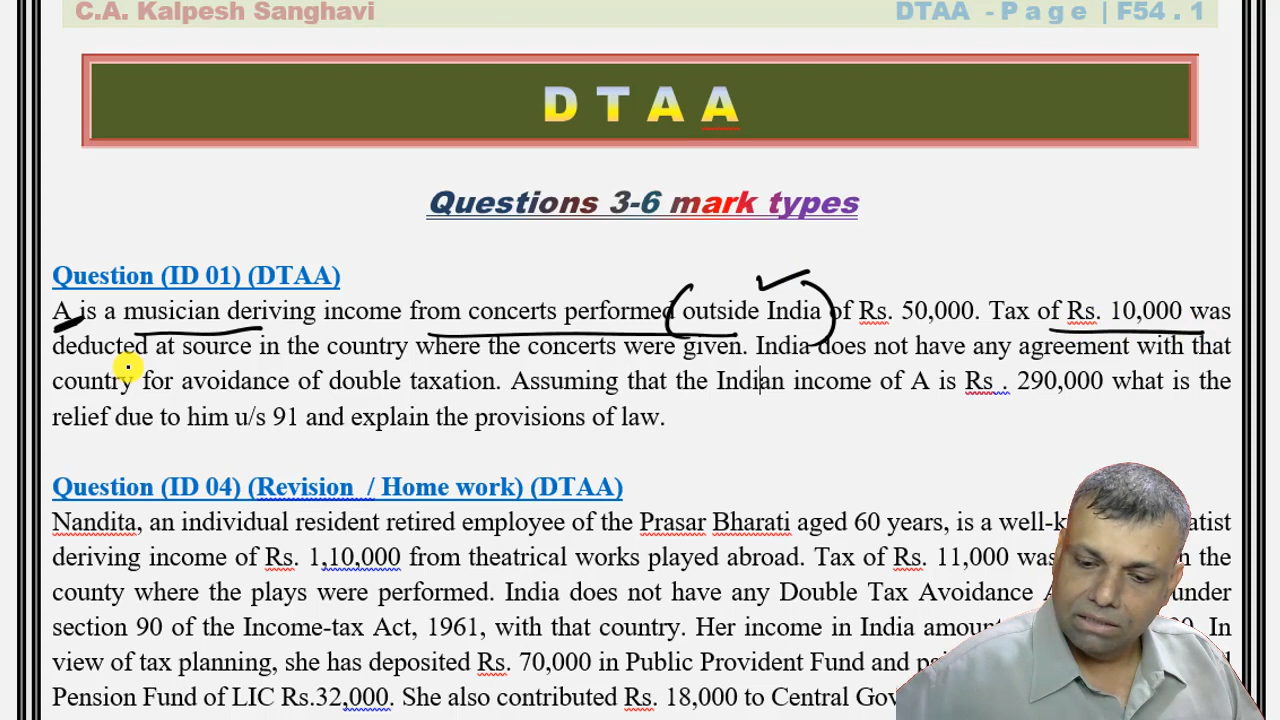 C.A. Kalpesh Sanghavi DTAA - Page | F54 . 1
DTAA
Questions 3-6 mark types
Question (ID 01) (DTAA)
A is a musician deriving income from concerts performed outside India of Rs. 50,000. Tax of Rs. 10,000 was
deducted at source in the country where the concerts were given. India does not have any agreement with that
country for avoidance of double taxation. Assuming that the Indian income of A is Rs . 290,000 what is the
relief due to him u/s 91 and explain the provisions of law.
Question (ID 04) (Revision / Home work) (DTAA)
Nandita, an individual resident retired employee of the Prasar Bharati aged 60 years, is a
deriving income of Rs. 1,10,000 from theatrical works played abroad. Tax of Rs. 11,000 the
county where the plays were performed. India does not have any Double Tax Avoidance under
section 90 of the Income-tax Act, 1961, with that country. Her income in India In
view of tax planning, she has deposited Rs. 70,000 in Public Provident Fund and
Pension Fund of LIC Rs.32,000. She also contributed Rs. 18,000 to Central